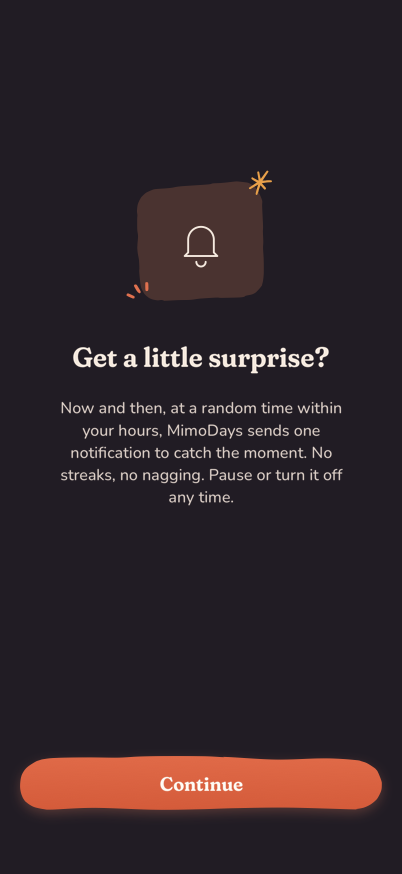 Get a little surprise?
Now and then, at a random time within
your hours, MimoDays sends one
notification to catch the moment. No
streaks, no nagging. Pause or turn it off
any time.
Continue